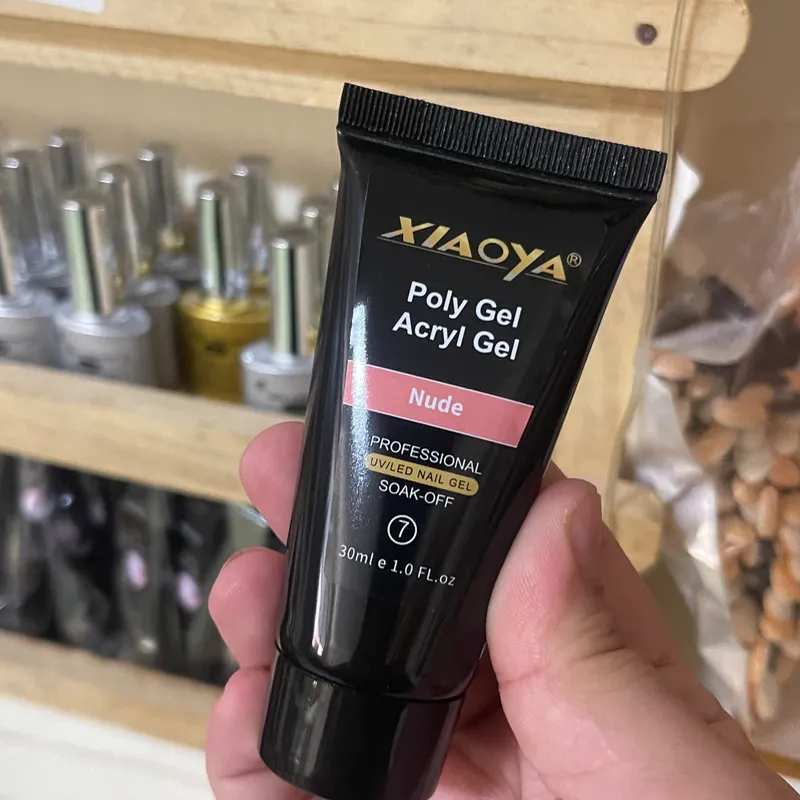 XIAOYA®
Poly Gel
Acryl Gel
Nude
PROFESSIONAL
UV/LED NAIL GEL
SOAK-OFF
7
30ml e 1.0 FL.oz